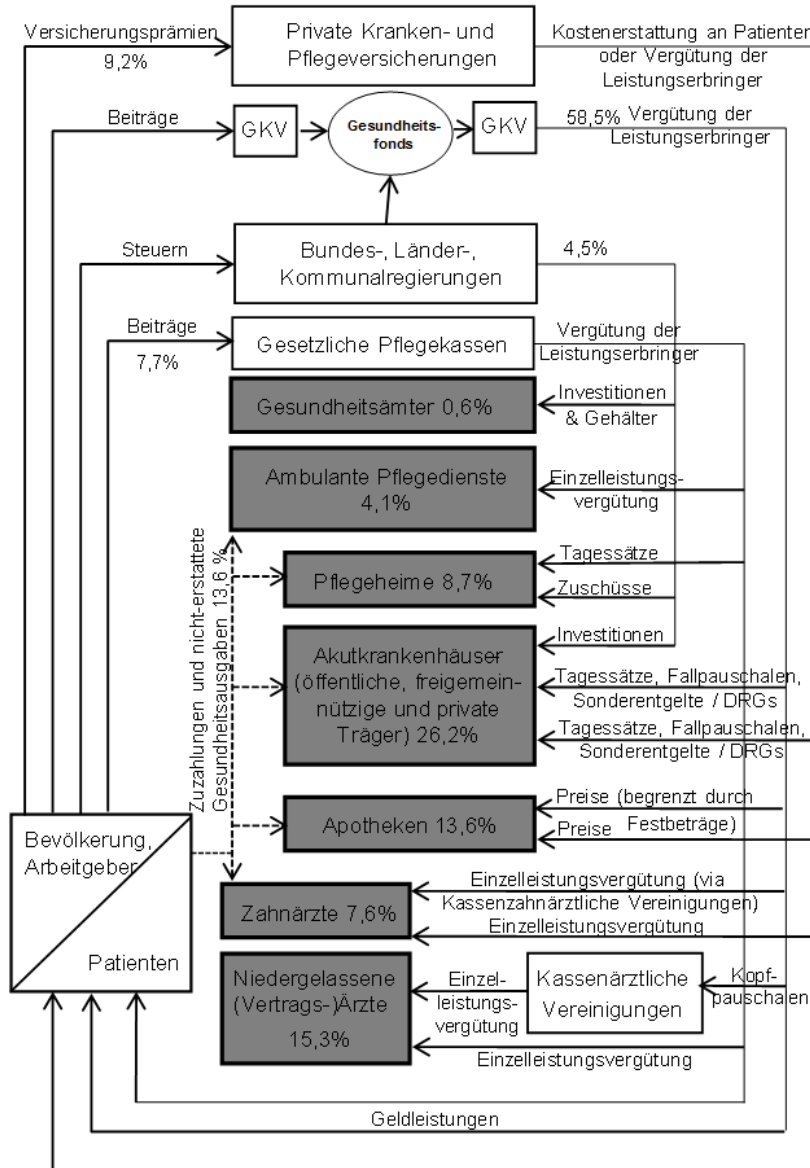 Versicherungsprämien
9,2%
Private Kranken- und
Pflegeversicherungen
Kostenerstattung an Patienten
oder Vergütung der
Leistungserbringer
Beiträge
GKV
Gesundheits-
fonds
GKV
58,5% Vergütung der
Leistungserbringer
Steuern
Bundes-, Länder-,
Kommunalregierungen
4,5%
Beiträge
7,7%
Gesetzliche Pflegekassen
Vergütung der
Leistungserbringer
Gesundheitsämter 0,6%
Investitionen
& Gehälter
Ambulante Pflegedienste
4,1%
Einzelleistungs-
vergütung
Zuzahlungen und nicht-erstattete
Gesundheitsausgaben 13,6 %
Pflegeheime 8,7%
Tagessätze
Zuschüsse
Akutkrankenhäuser
(öffentliche, freigemein-
nützige und private
Träger) 26,2%
Investitionen
Tagessätze, Fallpauschalen,
Sonderentgelte / DRGs
Tagessätze, Fallpauschalen,
Sonderentgelte / DRGs
Apotheken 13,6%
Preise (begrenzt durch
Festbeträge)
Preise
Bevölkerung,
Arbeitgeber
Patienten
Zahnärzte 7,6%
Einzelleistungsvergütung (via
Kassenzahnärztliche Vereinigungen)
Einzelleistungsvergütung
Niedergelassene
(Vertrags-)Ärzte
15,3%
Einzel-
leistungs-
vergütung
Kassenärztliche
Vereinigungen
Kopf-
pauschalen
Einzelleistungsvergütung
Geldleistungen